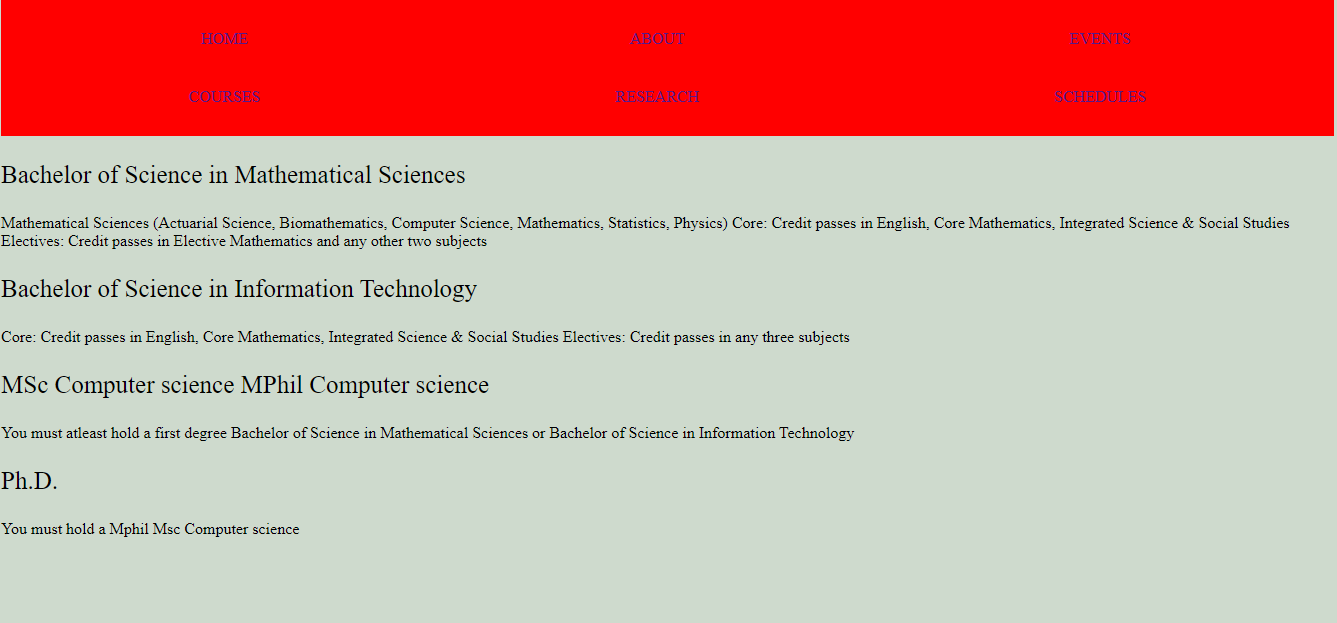 HOME ABOUT EVENTS
COURSES RESEARCH SCHEDULES
Bachelor of Science in Mathematical Sciences
Mathematical Sciences (Actuarial Science, Biomathematics, Computer Science, Mathematics, Statistics, Physics) Core: Credit passes in English, Core Mathematics, Integrated Science & Social Studies
Electives: Credit passes in Elective Mathematics and any other two subjects
Bachelor of Science in Information Technology
Core: Credit passes in English, Core Mathematics, Integrated Science & Social Studies Electives: Credit passes in any three subjects
MSc Computer science MPhil Computer science
You must atleast hold a first degree Bachelor of Science in Mathematical Sciences or Bachelor of Science in Information Technology
Ph.D.
You must hold a Mphil Msc Computer science